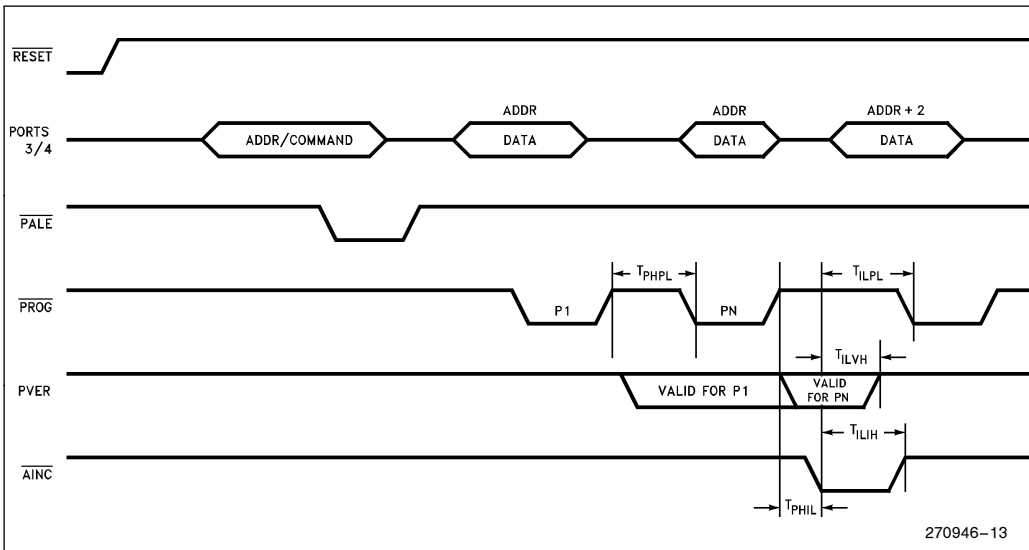 RESET
PORTS
3/4
ADDR/COMMAND
ADDR
DATA
ADDR
DATA
ADDR + 2
DATA
PALE
PROG
P1
TPHPL
PN
TILPL
PVER
VALID FOR P1
VALID
FOR PN
TILVH
AINC
TILIH
TPHIL
270946-13